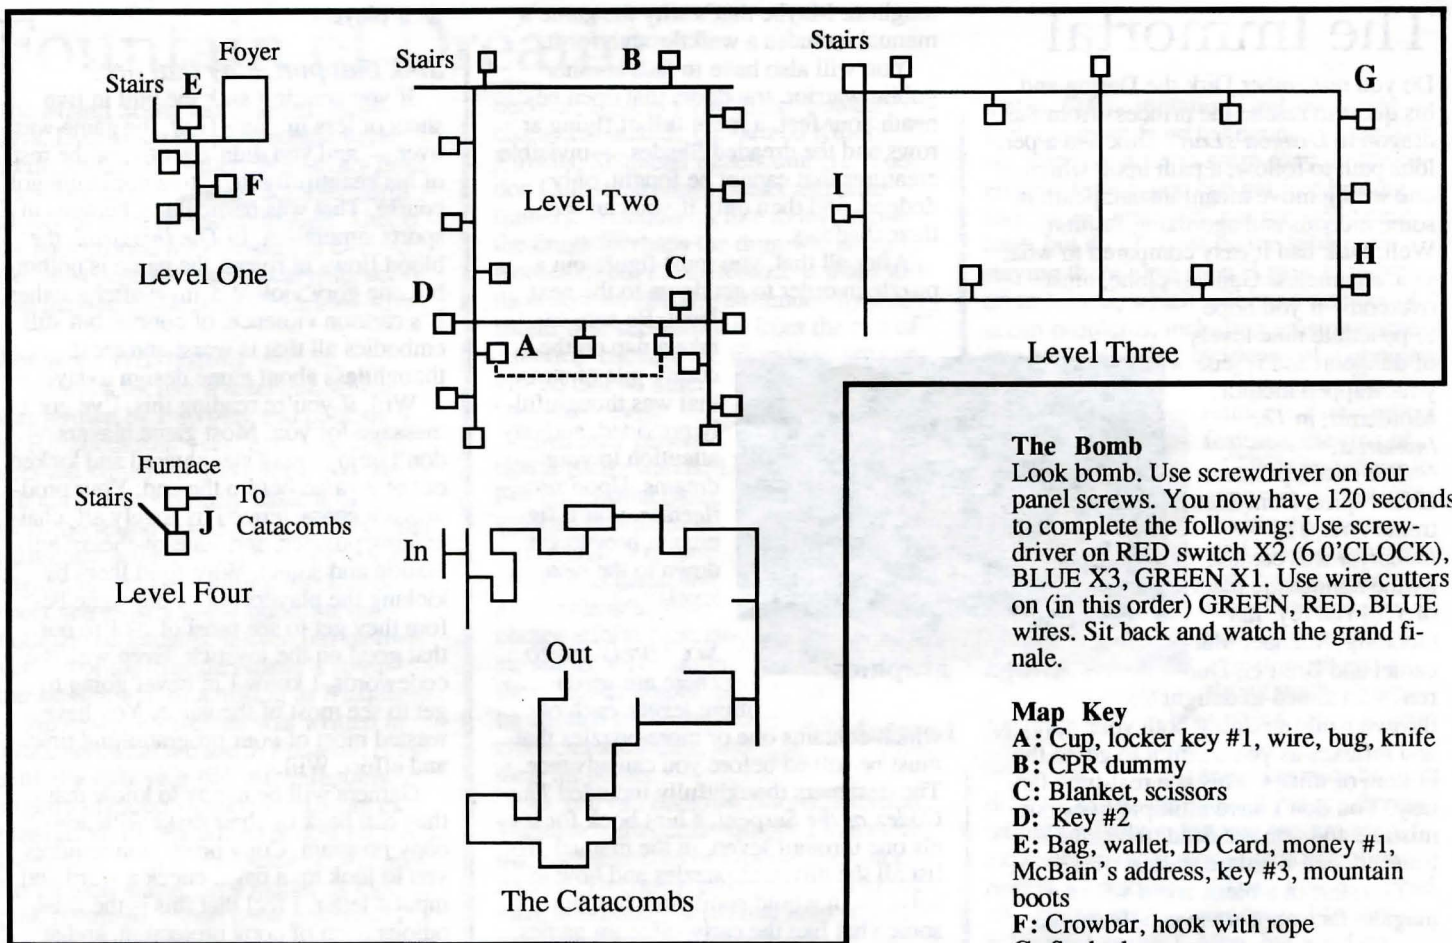 Foyer
Stairs E
F
Level One
Stairs
B
Level Two
C
D
A
Stairs
G
I
H
Level Three
Furnace
Stairs
To
Catacombs
Level Four
In
Out
The Catacombs
The Bomb
Look bomb. Use screwdriver on four
panel screws. You now have 120 seconds
to complete the following: Use screw-
driver on RED switch X2 (6 O'CLOCK),
BLUE X3, GREEN X1. Use wire cutters
on (in this order) GREEN, RED, BLUE
wires. Sit back and watch the grand fi-
nale.
Map Key
A: Cup, locker key #1, wire, bug, knife
B: CPR dummy
C: Blanket, scissors
D: Key #2
E: Bag, wallet, ID Card, money #1,
McBain's address, key #3, mountain
boots
F: Crowbar, hook with rope